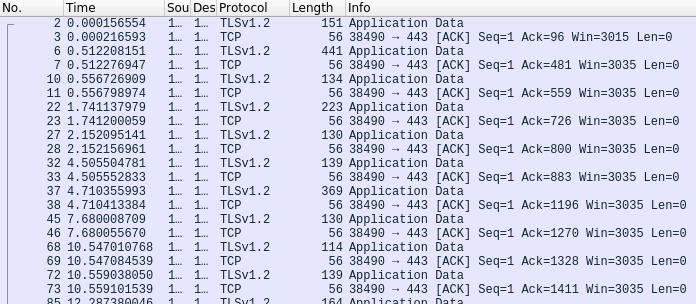 No. Time Sou Des Protocol Length Info
2 0.000156554 1… 1… TLSv1.2 151 Application Data
3 0.000216593 1… 1… TCP 56 38490 → 443 [ACK] Seq=1 Ack=96 Win=3015 Len=0
6 0.512208151 1… 1… TLSv1.2 441 Application Data
7 0.512276947 1… 1… TCP 56 38490 → 443 [ACK] Seq=1 Ack=481 Win=3035 Len=0
10 0.556726909 1… 1… TLSv1.2 134 Application Data
11 0.556798974 1… 1… TCP 56 38490 → 443 [ACK] Seq=1 Ack=559 Win=3035 Len=0
22 1.741137979 1… 1… TLSv1.2 223 Application Data
23 1.741200059 1… 1… TCP 56 38490 → 443 [ACK] Seq=1 Ack=726 Win=3035 Len=0
27 2.152095141 1… 1… TLSv1.2 130 Application Data
28 2.152156961 1… 1… TCP 56 38490 → 443 [ACK] Seq=1 Ack=800 Win=3035 Len=0
32 4.505504781 1… 1… TLSv1.2 139 Application Data
33 4.505552833 1… 1… TCP 56 38490 → 443 [ACK] Seq=1 Ack=883 Win=3035 Len=0
37 4.710355993 1… 1… TLSv1.2 369 Application Data
38 4.710413384 1… 1… TCP 56 38490 → 443 [ACK] Seq=1 Ack=1196 Win=3035 Len=0
45 7.680008709 1… 1… TLSv1.2 130 Application Data
46 7.680055670 1… 1… TCP 56 38490 → 443 [ACK] Seq=1 Ack=1270 Win=3035 Len=0
68 10.547010768 1… 1… TLSv1.2 114 Application Data
69 10.547084539 1… 1… TCP 56 38490 → 443 [ACK] Seq=1 Ack=1328 Win=3035 Len=0
72 10.559038050 1… 1… TLSv1.2 139 Application Data
73 10.559101539 1… 1… TCP 56 38490 → 443 [ACK] Seq=1 Ack=1411 Win=3035 Len=0
85 12.287380046 1… 1… TLSv1.2 164 Application Data